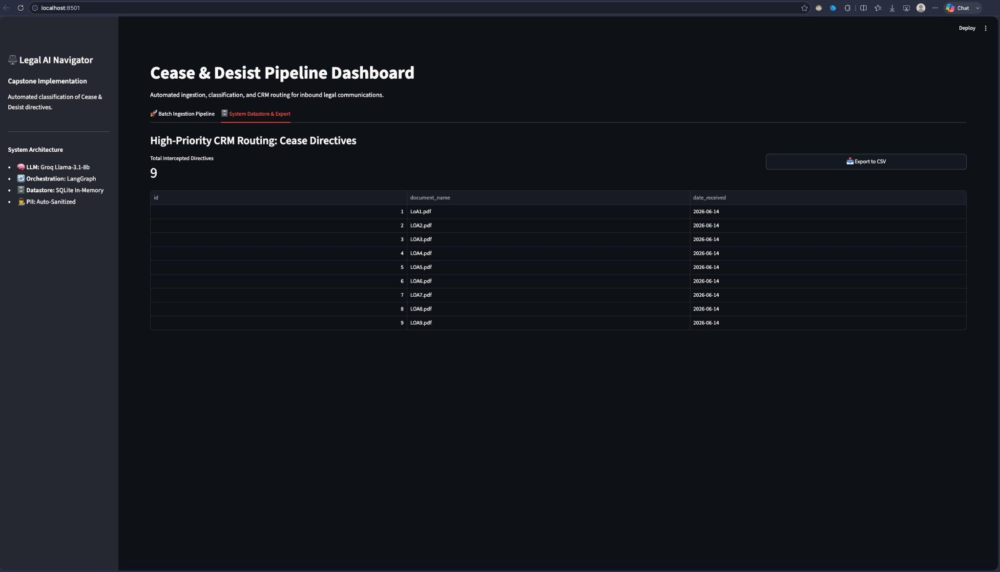 localhost:8501
Chat
Deploy
Legal AI Navigator
Capstone Implementation
Automated classification of Cease &
Desist directives.
System Architecture
LLM: Groq Llama-3.1-8b
Orchestration: LangGraph
Datastore: SQLite In-Memory
PII: Auto-Sanitized
Cease & Desist Pipeline Dashboard
Automated ingestion, classification, and CRM routing for inbound legal communications.
Batch Ingestion Pipeline System Datastore & Export
High-Priority CRM Routing: Cease Directives
Total Intercepted Directives
9
Export to CSV
id document_name date_received
1 LoA1.pdf 2026-06-14
2 LOA2.pdf 2026-06-14
3 LOA3.pdf 2026-06-14
4 LOA4.pdf 2026-06-14
5 LOA5.pdf 2026-06-14
6 LOA6.pdf 2026-06-14
7 LOA7.pdf 2026-06-14
8 LOA8.pdf 2026-06-14
9 LOA9.pdf 2026-06-14